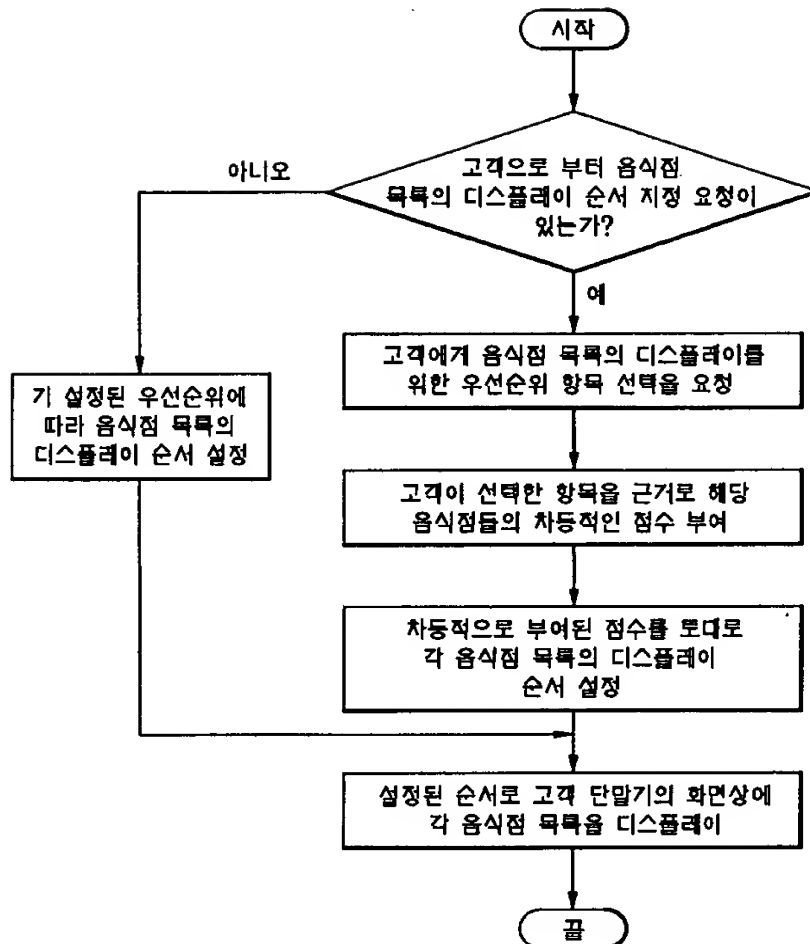 시작
고객으로 부터 음식점
목록의 디스플레이 순서 지정 요청이
있는가?
아니오
예
고객에게 음식점 목록의 디스플레이를
위한 우선순위 항목 선택을 요청
기 설정된 우선순위에
따라 음식점 목록의
디스플레이 순서 설정
고객이 선택한 항목을 근거로 해당
음식점들의 차등적인 점수 부여
차등적으로 부여된 점수를 토대로
각 음식점 목록의 디스플레이
순서 설정
설정된 순서로 고객 단말기의 화면상에
각 음식점 목록을 디스플레이
끝